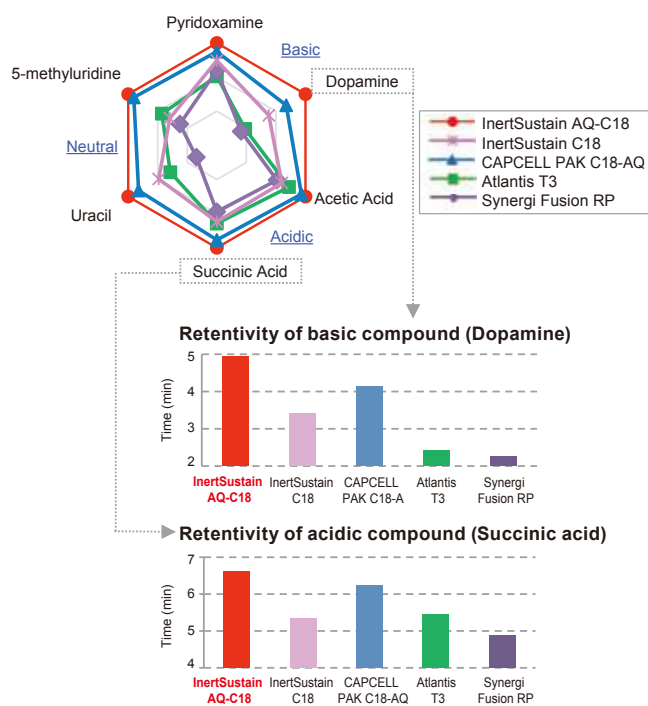 Pyridoxamine
Basic
5-methyluridine
Dopamine
InertSustain AQ-C18
InertSustain C18
CAPCELL PAK C18-AQ
Atlantis T3
Synergi Fusion RP
Neutral
Uracil
Acetic Acid
Acidic
Succinic Acid
Retentivity of basic compound (Dopamine)
Time (min)
5
4
3
2
InertSustain
AQ-C18
InertSustain
C18
CAPCELL
PAK C18-A
Atlantis
T3
Synergi
Fusion RP
Retentivity of acidic compound (Succinic acid)
Time (min)
7
6
5
4
InertSustain
AQ-C18
InertSustain
C18
CAPCELL
PAK C18-AQ
Atlantis
T3
Synergi
Fusion RP